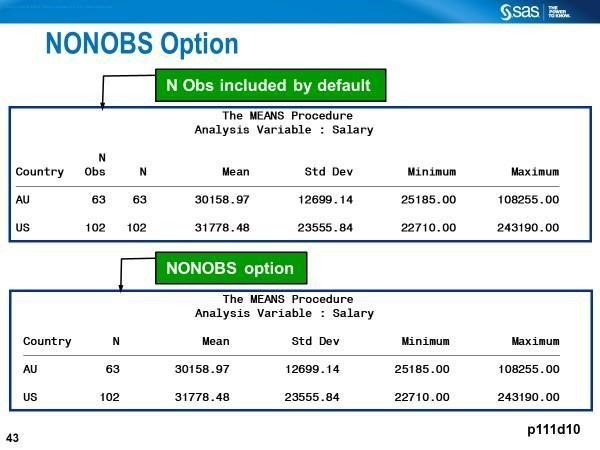 sas THE POWER TO KNOW.
NONOBS Option
N Obs included by default
The MEANS Procedure
Analysis Variable : Salary
N
Country Obs N Mean Std Dev Minimum Maximum
AU 63 63 30158.97 12699.14 25185.00 108255.00
US 102 102 31778.48 23555.84 22710.00 243190.00
NONOBS option
The MEANS Procedure
Analysis Variable : Salary
Country N Mean Std Dev Minimum Maximum
AU 63 30158.97 12699.14 25185.00 108255.00
US 102 31778.48 23555.84 22710.00 243190.00
43
p111d10